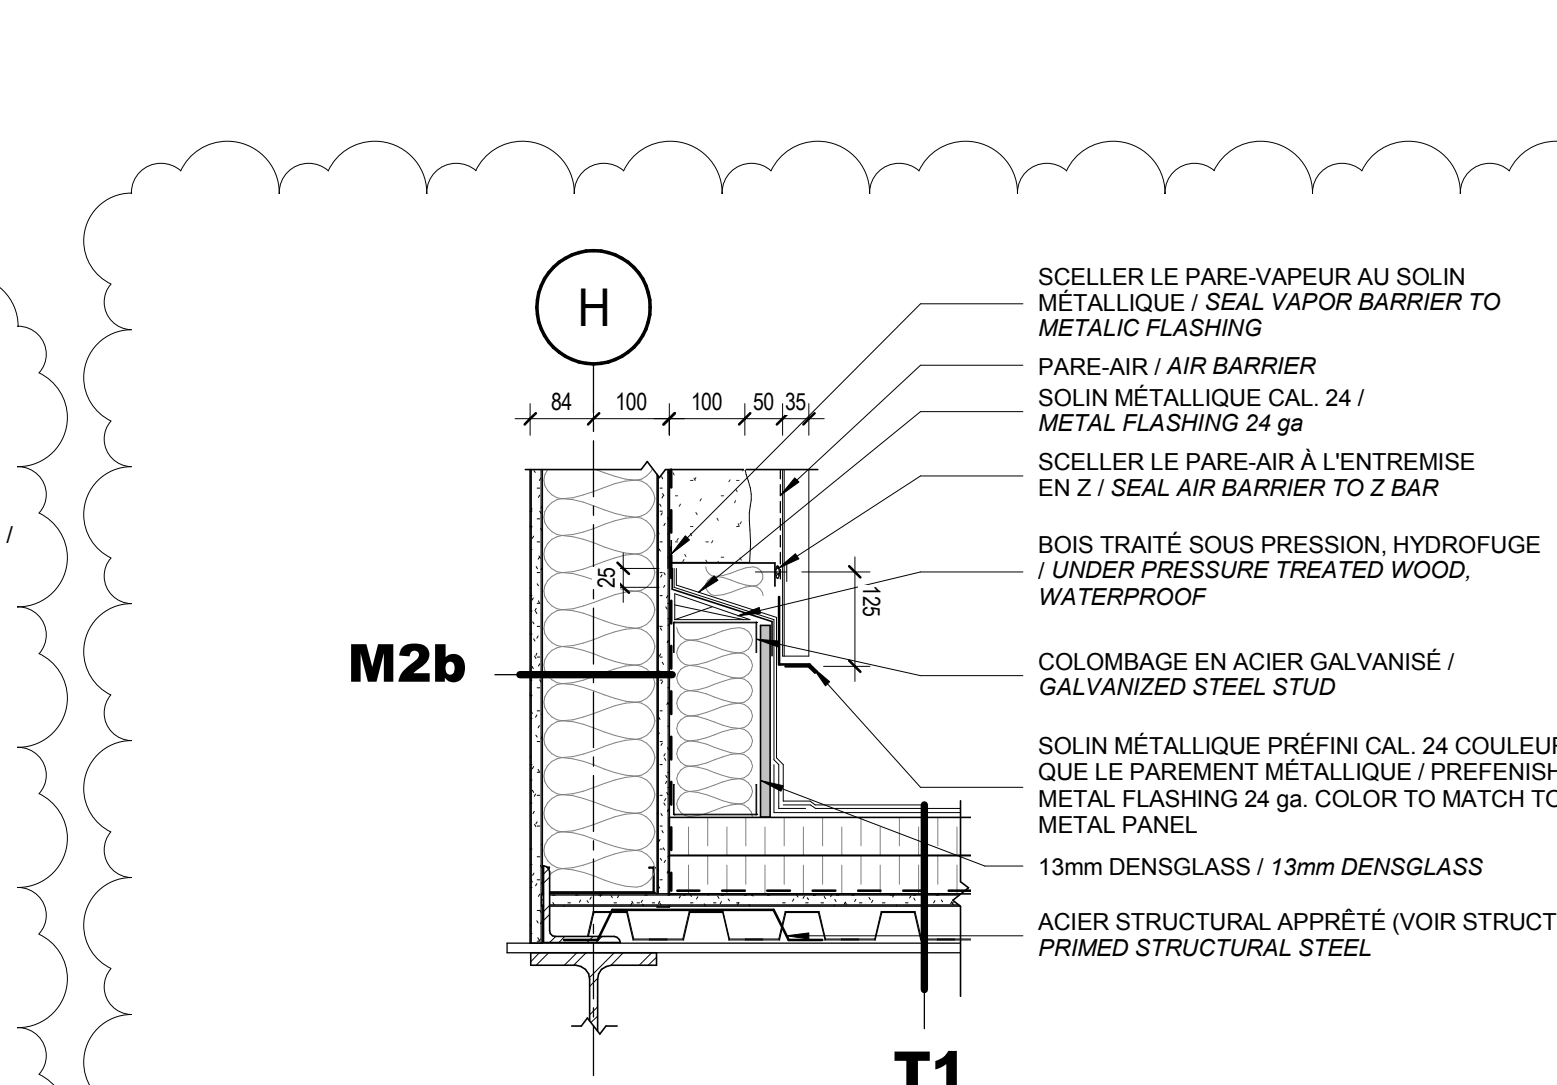 H
84 100 100 50 35
SCELLER LE PARE-VAPEUR AU SOLIN
MÉTALLIQUE / SEAL VAPOR BARRIER TO
METALIC FLASHING
PARE-AIR / AIR BARRIER
SOLIN MÉTALLIQUE CAL. 24 /
METAL FLASHING 24 ga
SCELLER LE PARE-AIR À L'ENTREMISE
EN Z / SEAL AIR BARRIER TO Z BAR
/
BOIS TRAITÉ SOUS PRESSION, HYDROFUGE
/ UNDER PRESSURE TREATED WOOD,
WATERPROOF
25
125
M2b
COLOMBAGE EN ACIER GALVANISÉ /
GALVANIZED STEEL STUD
SOLIN MÉTALLIQUE PRÉFINI CAL. 24 COULEUR
QUE LE PAREMENT MÉTALLIQUE / PREFENISH
METAL FLASHING 24 ga. COLOR TO MATCH TO
METAL PANEL
13mm DENSGLASS / 13mm DENSGLASS
ACIER STRUCTURAL APPRÊTÉ (VOIR STRUCT
PRIMED STRUCTURAL STEEL
T1